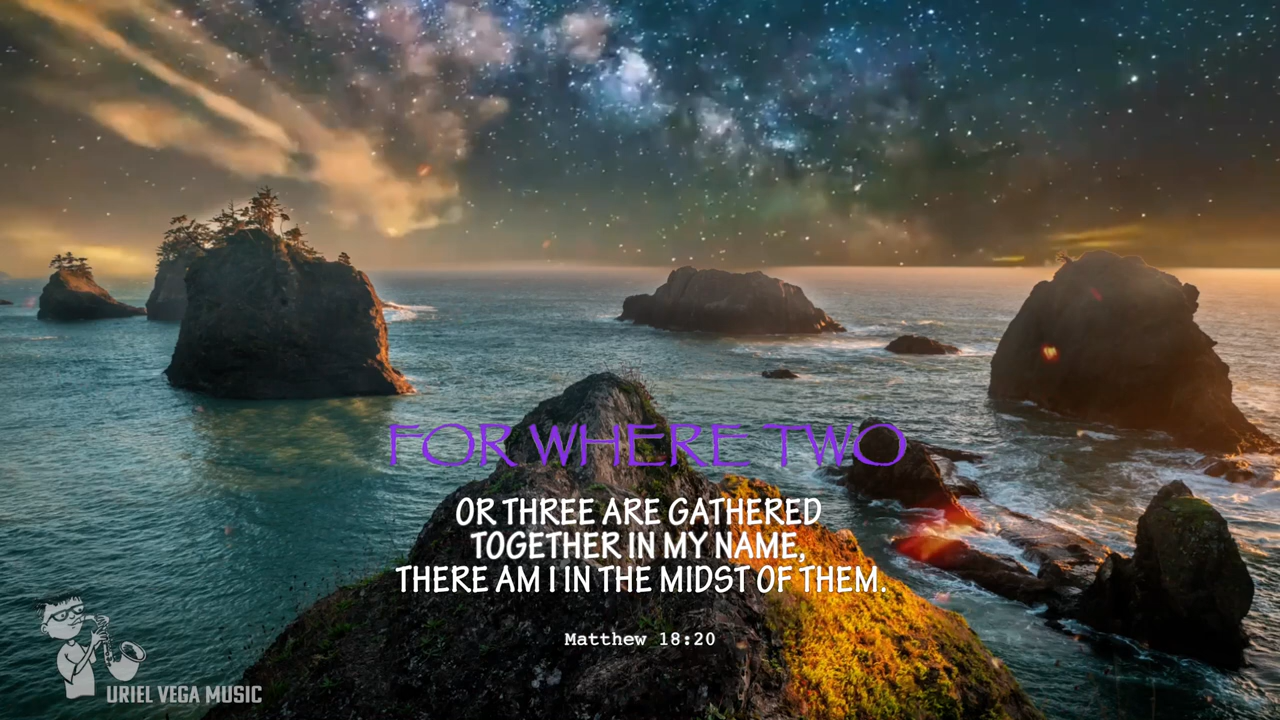 FOR WHERE TWO
OR THREE ARE GATHERED
TOGETHER IN MY NAME,
THERE AM I IN THE MIDST OF THEM.
Matthew 18:20
URIEL VEGA MUSIC